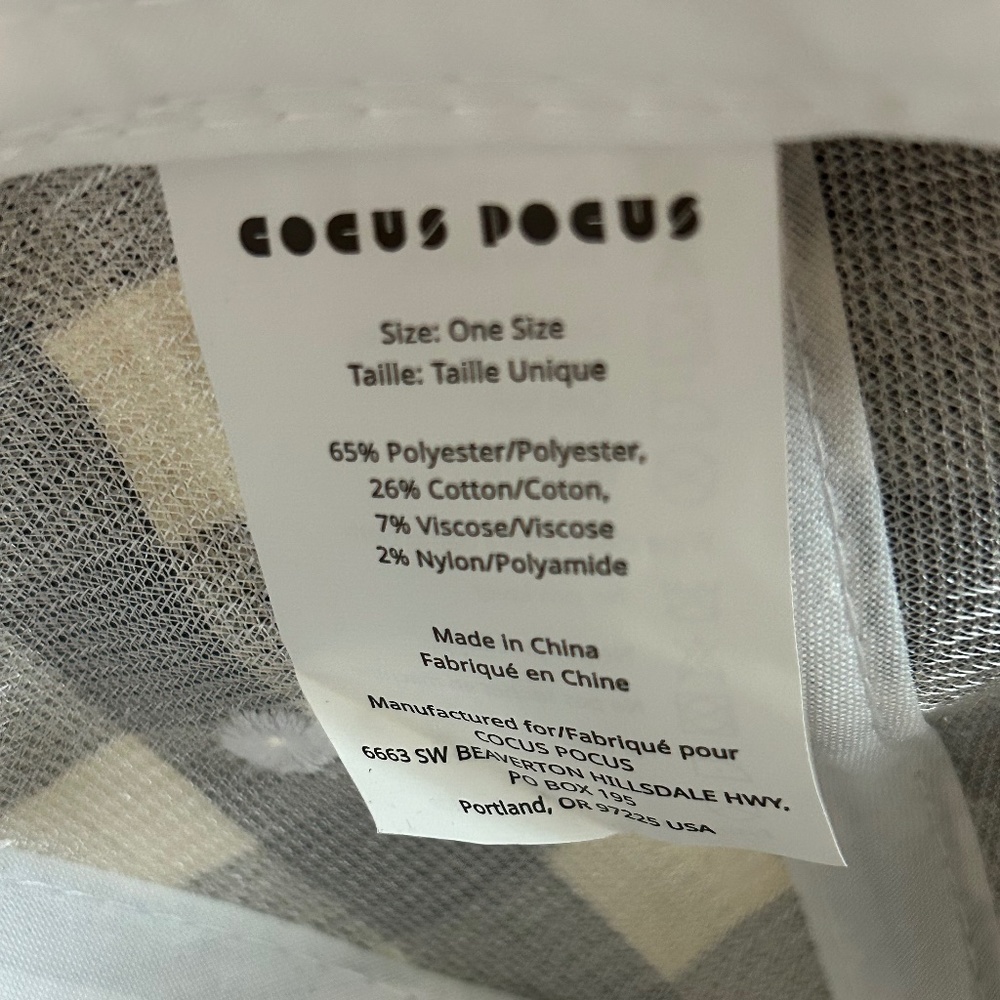 COCUS POCUS
Size: One Size
Taille: Taille Unique
65% Polyester/Polyester,
26% Cotton/Coton,
7% Viscose/Viscose
2% Nylon/Polyamide
Made in China
Fabriqué en Chine
Manufactured for/Fabriqué pour
COCUS POCUS
6663 SW BEAVERTON HILLSDALE HWY.
PO BOX 195
Portland, OR 97225 USA